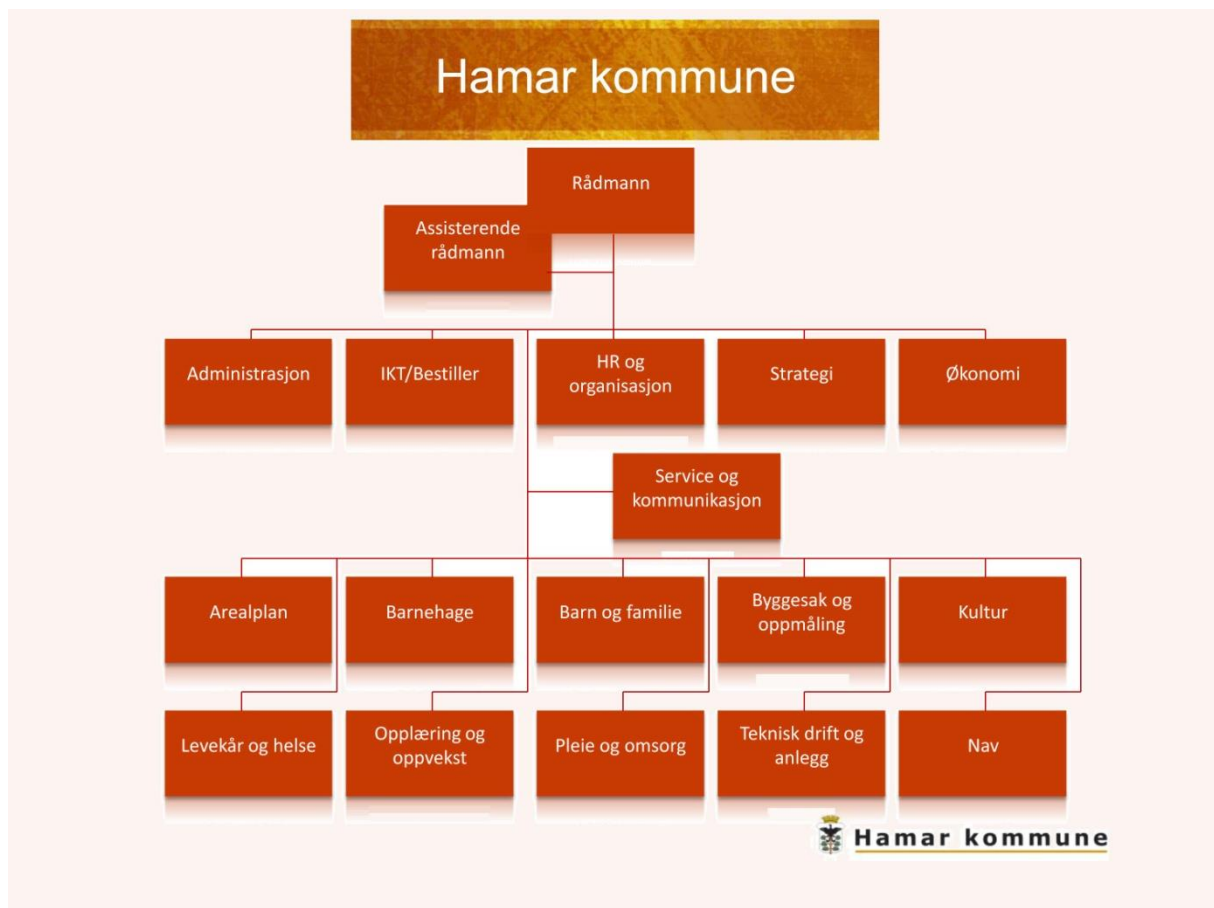 Hamar kommune
Rådmann
Assisterende
rådmann
Administrasjon
IKT/Bestiller
HR og
organisasjon
Strategi
Økonomi
Service og
kommunikasjon
Arealplan
Barnehage
Barn og familie
Byggesak og
oppmåling
Kultur
Levekår og helse
Opplæring og
oppvekst
Pleie og omsorg
Teknisk drift og
anlegg
Nav
Hamar kommune